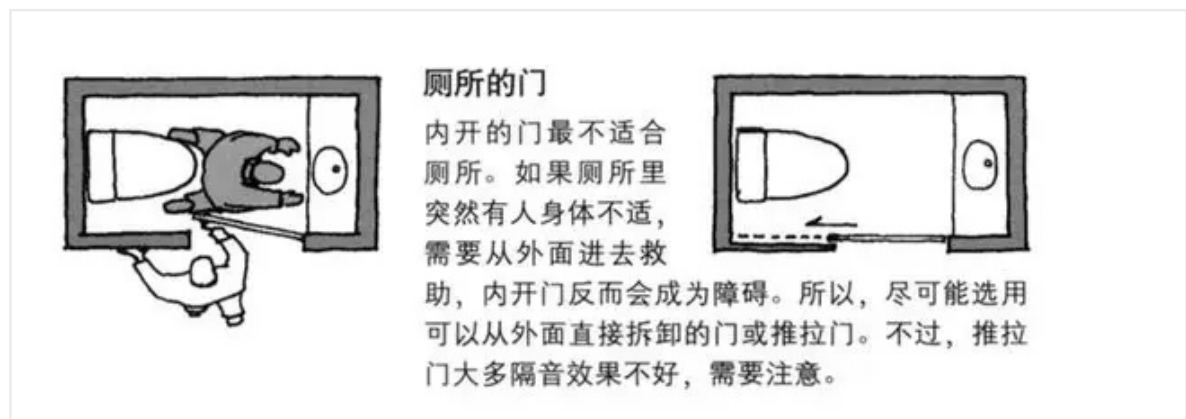 厕所的门
内开的门最不适合
厕所。如果厕所里
突然有人身体不适，
需要从外面进去救
助，内开门反而会成为障碍。所以，尽可能选用
可以从外面直接拆卸的门或推拉门。不过，推拉
门大多隔音效果不好，需要注意。